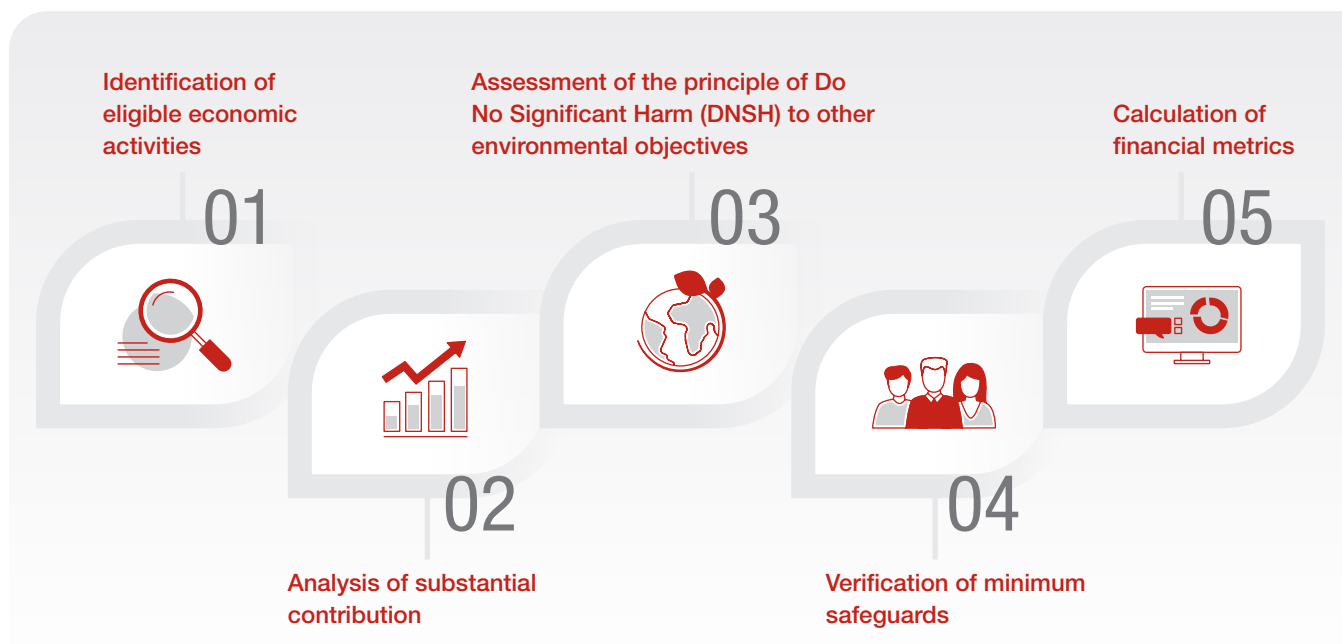 Identification of
eligible economic
activities
01
Analysis of substantial
contribution
02
Assessment of the principle of Do
No Significant Harm (DNSH) to other
environmental objectives
03
Verification of minimum
safeguards
04
Calculation of
financial metrics
05